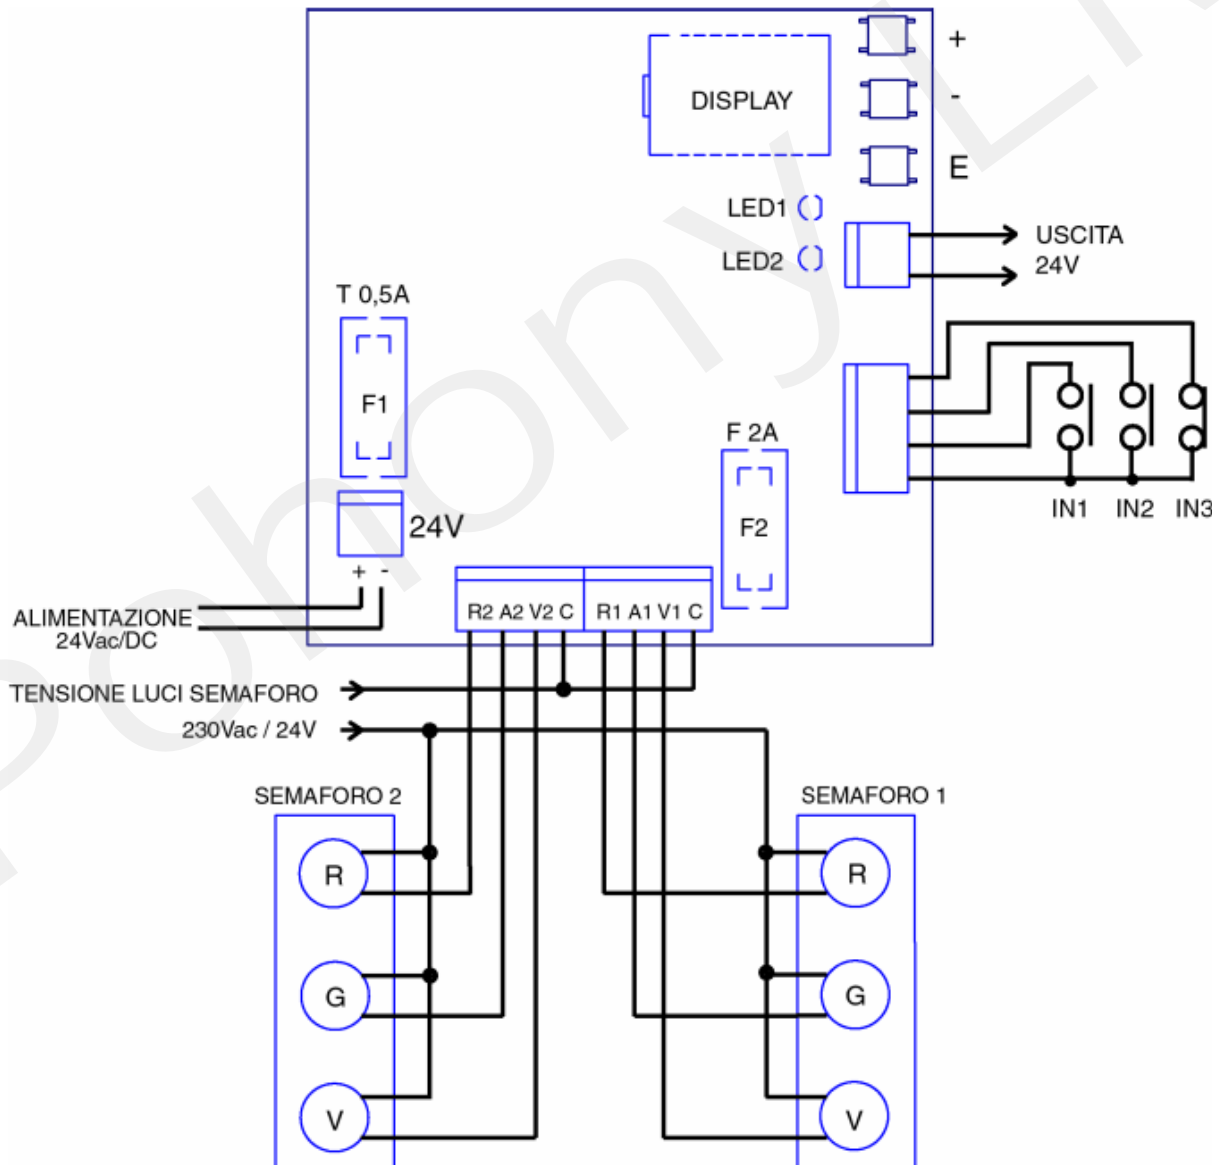 +
DISPLAY
-
E
LED1
USCITA
LED2
24V
T 0,5A
F1
F 2A
IN1 IN2 IN3
24V
F2
+ -
R2 A2 V2 C R1 A1 V1 C
ALIMENTAZIONE
24Vac/DC
TENSIONE LUCI SEMAFORO
230Vac / 24V
SEMAFORO 2
SEMAFORO 1
R
R
G
G
V
V